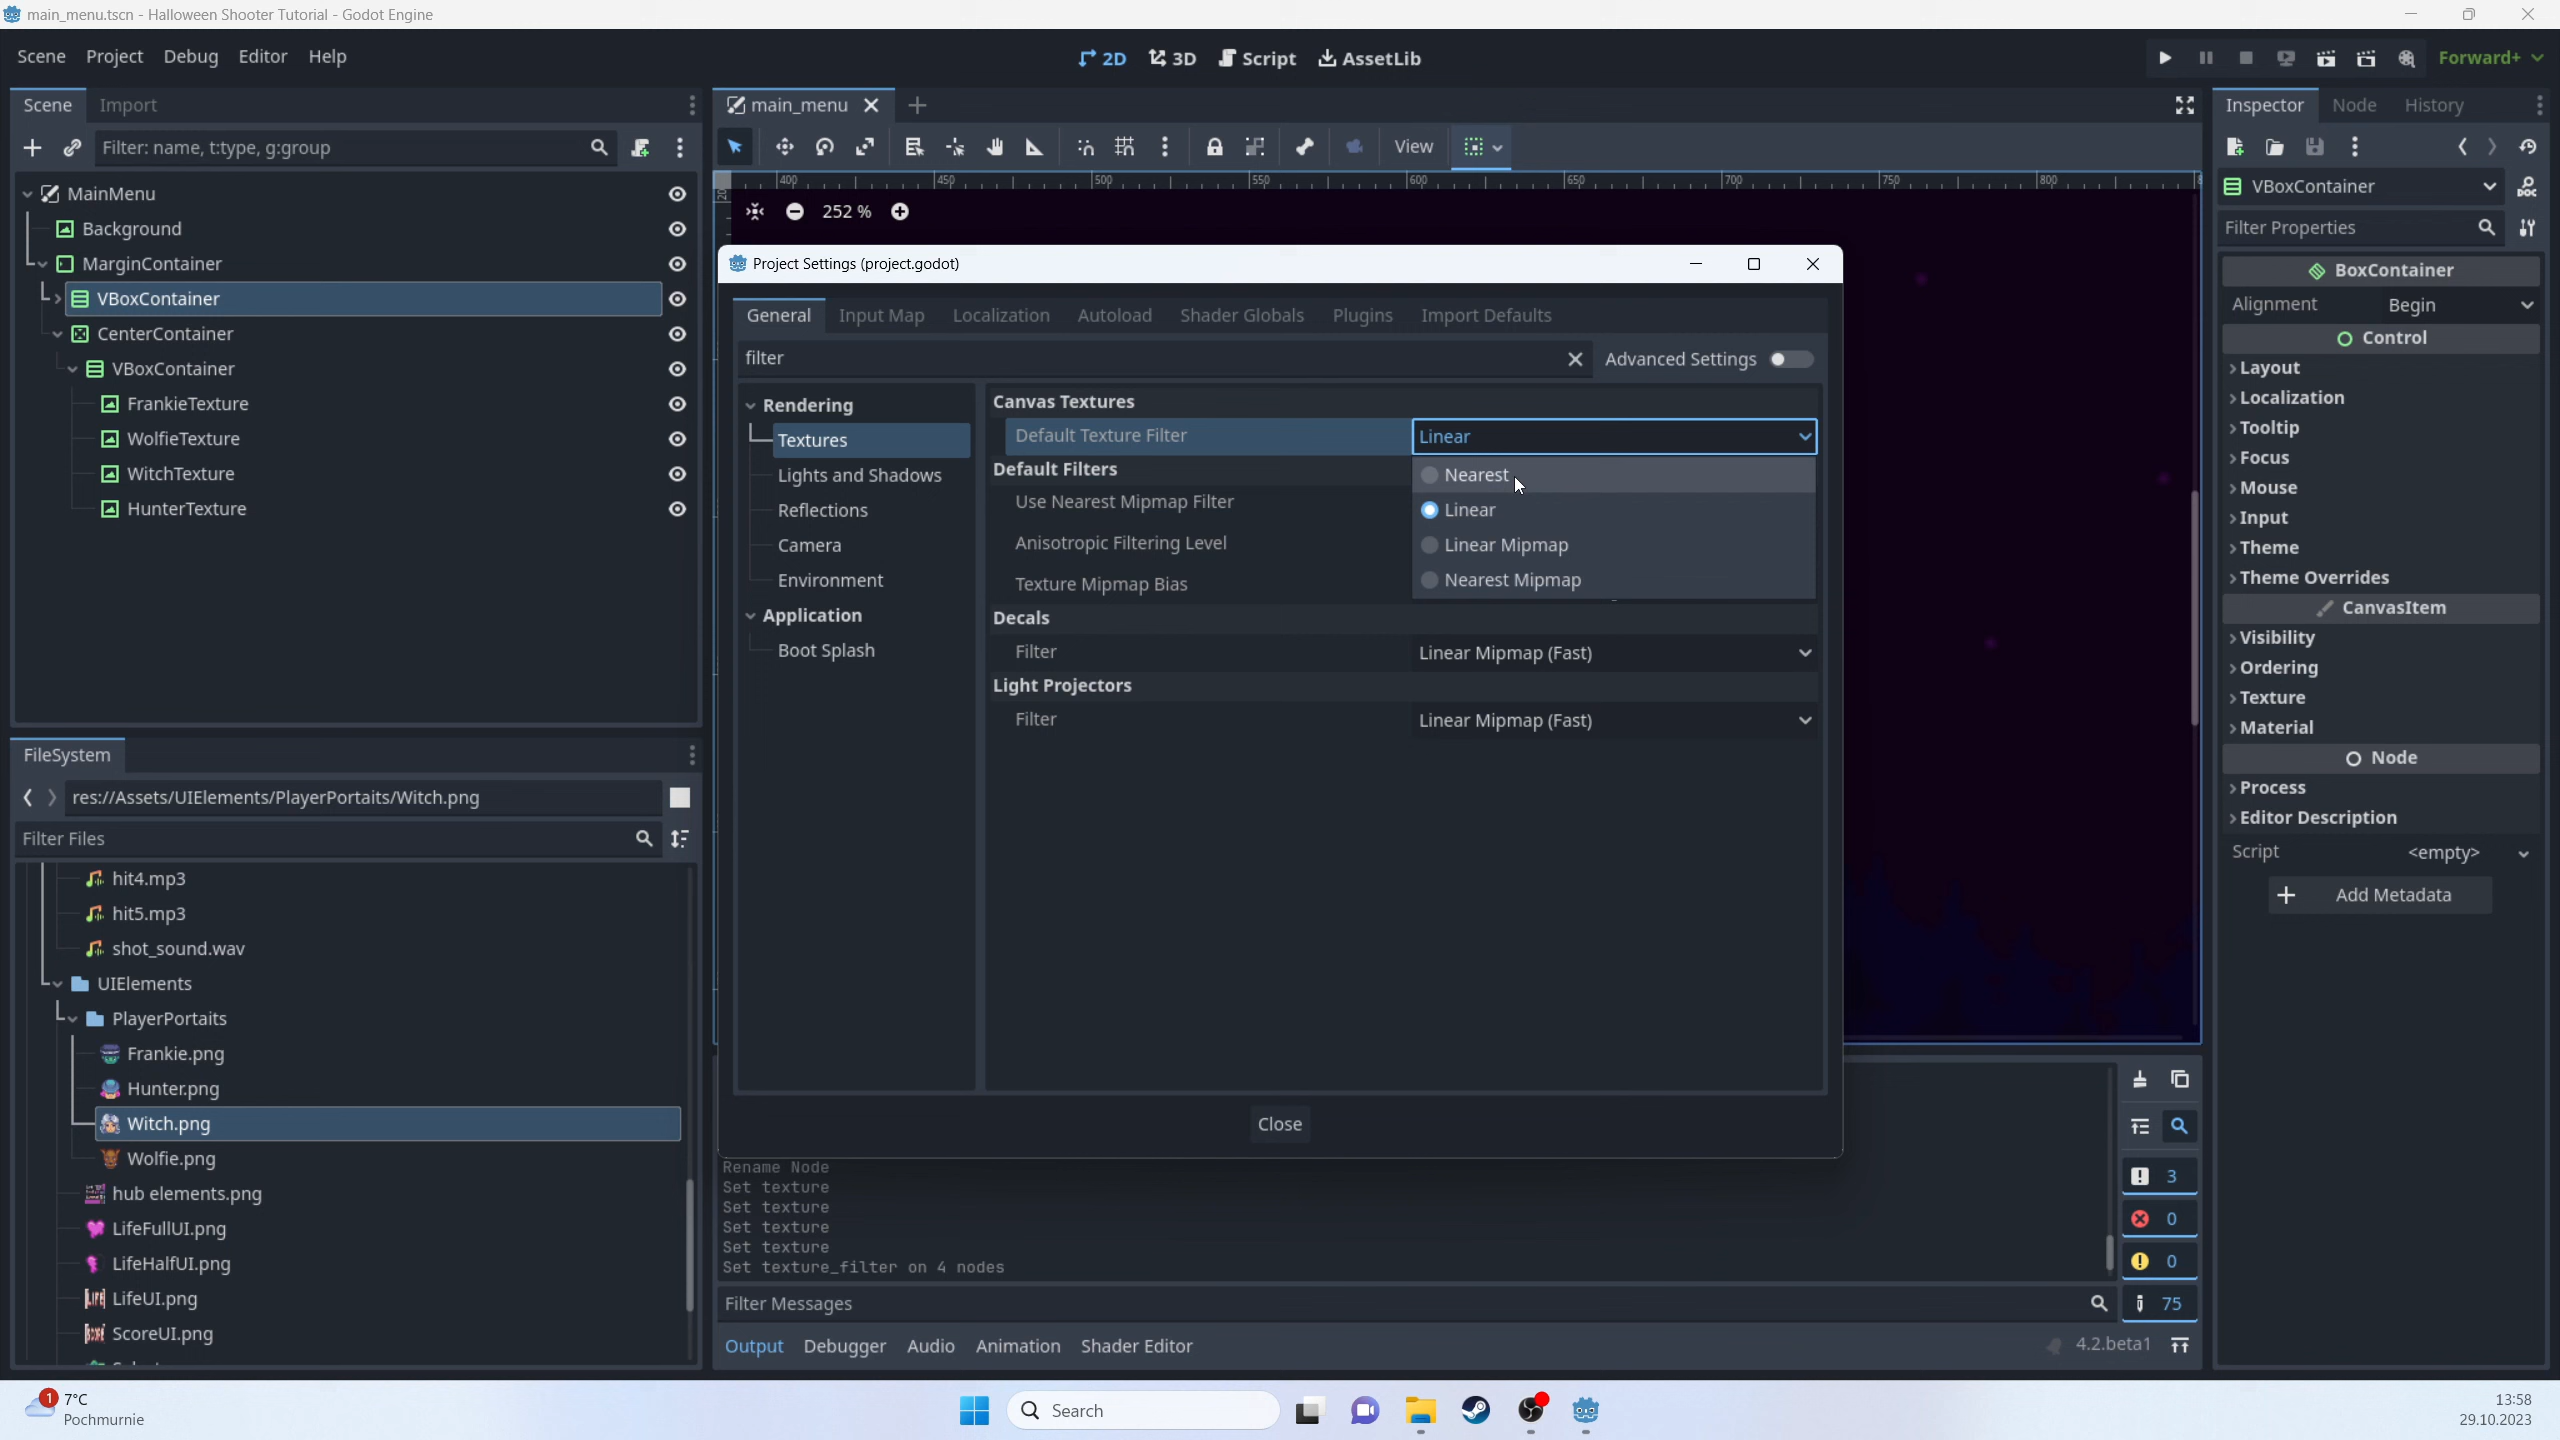 main_menu.tscn - Halloween Shooter Tutorial - Godot Engine
Scene Project Debug Editor Help
2D 3D Script AssetLib
Forward+
Scene Import
Filter: name, t:type, g:group
MainMenu
Background
MarginContainer
VBoxContainer
CenterContainer
VBoxContainer
FrankieTexture
WolfieTexture
WitchTexture
HunterTexture
FileSystem
res://Assets/UIElements/PlayerPortaits/Witch.png
Filter Files
hit4.mp3
hit5.mp3
shot_sound.wav
UIElements
PlayerPortaits
Frankie.png
Hunter.png
Witch.png
Wolfie.png
hub elements.png
LifeFullUI.png
LifeHalfUI.png
LifeUI.png
ScoreUI.png
main_menu
View
400 450 500 550 600 650 700 750 800
252 %
Project Settings (project.godot)
General Input Map Localization Autoload Shader Globals Plugins Import Defaults
filter
Advanced Settings
Rendering
Textures
Lights and Shadows
Reflections
Camera
Environment
Application
Boot Splash
Canvas Textures
Default Texture Filter Linear
Default Filters
Use Nearest Mipmap Filter
Anisotropic Filtering Level
Texture Mipmap Bias
Nearest
Linear
Linear Mipmap
Nearest Mipmap
Decals
Filter Linear Mipmap (Fast)
Light Projectors
Filter Linear Mipmap (Fast)
Close
Rename Node
Set texture
Set texture
Set texture
Set texture
Set texture_filter on 4 nodes
Filter Messages
3
0
0
75
Output Debugger Audio Animation Shader Editor
4.2.beta1
Inspector Node History
VBoxContainer
Filter Properties
BoxContainer
Alignment Begin
Control
Layout
Localization
Tooltip
Focus
Mouse
Input
Theme
Theme Overrides
CanvasItem
Visibility
Ordering
Texture
Material
Node
Process
Editor Description
Script <empty>
Add Metadata
1
7°C
Pochmurnie
Search
13:58
29.10.2023